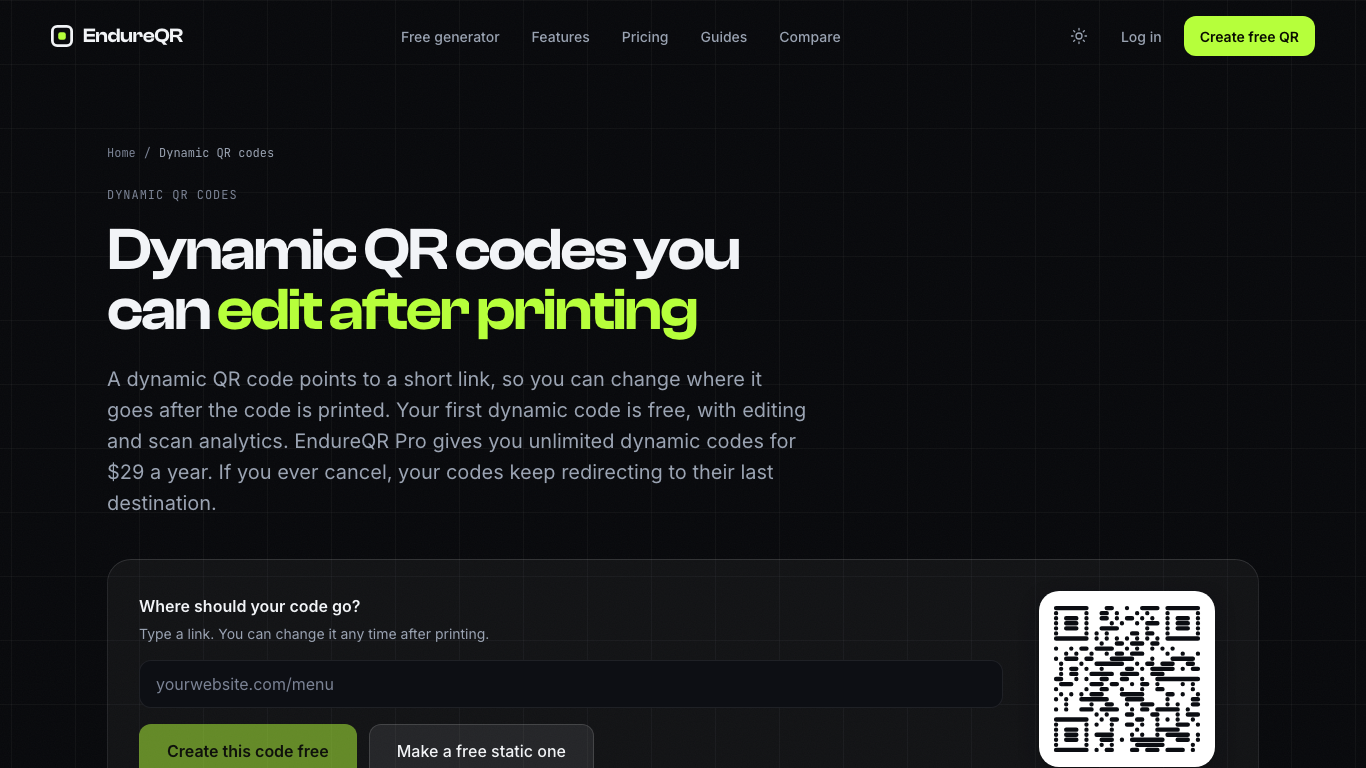 EndureQR
Free generator
Features
Pricing
Guides
Compare
Log in
Create free QR
Home / Dynamic QR codes
DYNAMIC QR CODES
Dynamic QR codes you
can edit after printing
A dynamic QR code points to a short link, so you can change where it
goes after the code is printed. Your first dynamic code is free, with editing
and scan analytics. EndureQR Pro gives you unlimited dynamic codes for
$29 a year. If you ever cancel, your codes keep redirecting to their last
destination.
Where should your code go?
Type a link. You can change it any time after printing.
yourwebsite.com/menu
Create this code free
Make a free static one